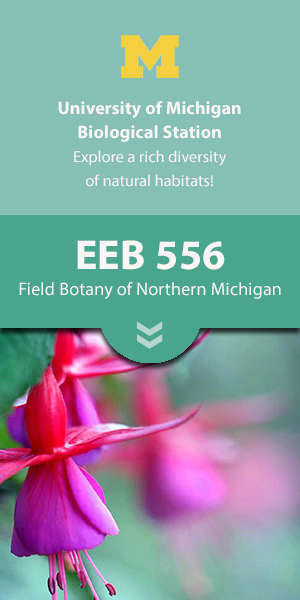 M
University of Michigan
Biological Station
Explore a rich diversity
of natural habitats!
EEB 556
Field Botany of Northern Michigan